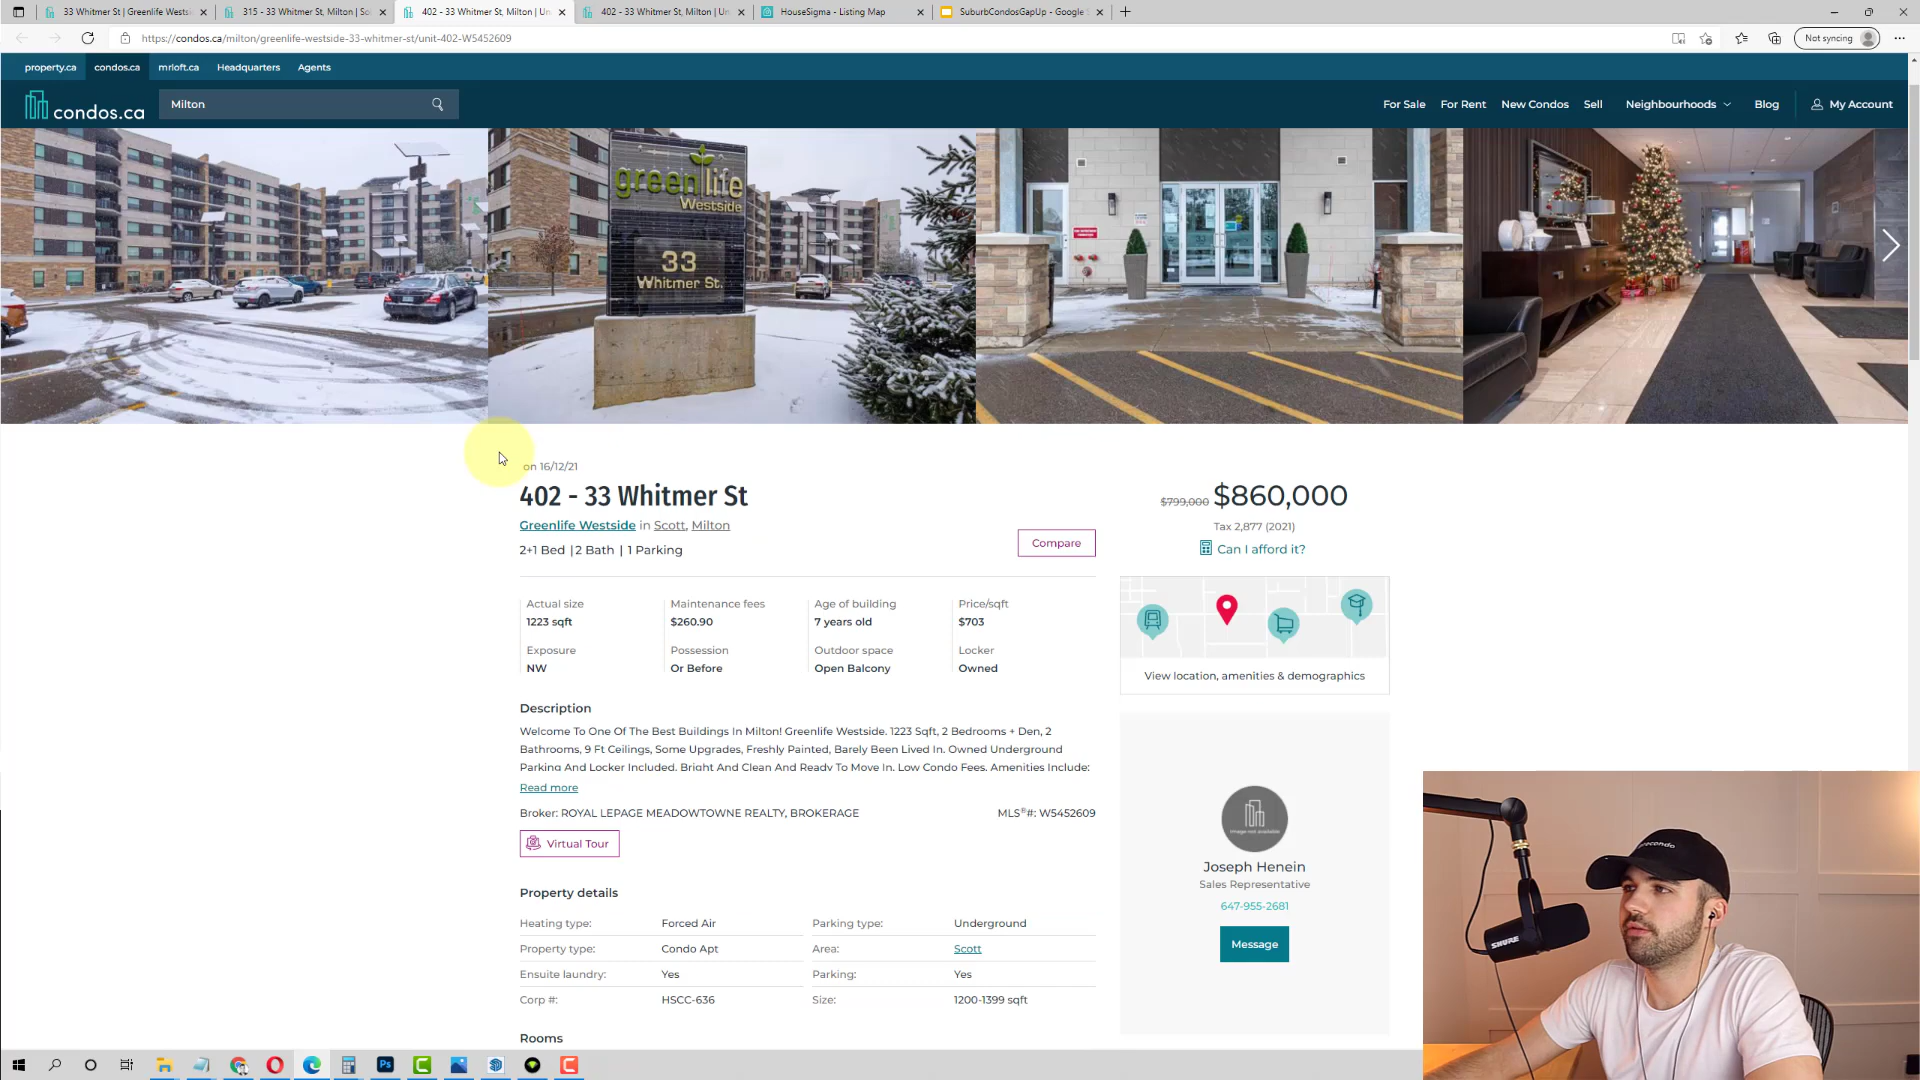 33 Whitmer St | Greenlife Wests
315 - 33 Whitmer St, Milton | So
402 - 33 Whitmer St, Milton | Un
402 - 33 Whitmer St, Milton | Un
HouseSigma - Listing Map
SuburbCondosGapUp - Google S
https://condos.ca/milton/greenlife-westside-33-whitmer-st/unit-402-W5452609
Not syncing
property.ca
condos.ca
mrloft.ca
Headquarters
Agents
condos.ca
Milton
For Sale
For Rent
New Condos
Sell
Neighbourhoods
Blog
My Account
greenlife
Westside
33
Whitmer St.
on 16/12/21
402 - 33 Whitmer St
$799,000 $860,000
Greenlife Westside in Scott, Milton
Tax 2,877 (2021)
2+1 Bed | 2 Bath | 1 Parking
Compare
Can I afford it?
Actual size
1223 sqft
Maintenance fees
$260.90
Age of building
7 years old
Price/sqft
$703
Exposure
NW
Possession
Or Before
Outdoor space
Open Balcony
Locker
Owned
View location, amenities & demographics
Description
Welcome To One Of The Best Buildings In Milton! Greenlife Westside. 1223 Sqft, 2 Bedrooms + Den, 2
Bathrooms, 9 Ft Ceilings, Some Upgrades, Freshly Painted, Barely Been Lived In. Owned Underground
Parking And Locker Included. Bright And Clean And Ready To Move In. Low Condo Fees. Amenities Include:
Read more
Broker: ROYAL LEPAGE MEADOWTOWNE REALTY, BROKERAGE
MLS®#: W5452609
Virtual Tour
Image not available
Joseph Henein
Sales Representative
647-955-2681
Message
Property details
Heating type: Forced Air
Parking type: Underground
Property type: Condo Apt
Area: Scott
Ensuite laundry: Yes
Parking: Yes
Corp #: HSCC-636
Size: 1200-1399 sqft
Rooms
SHURE
Ps